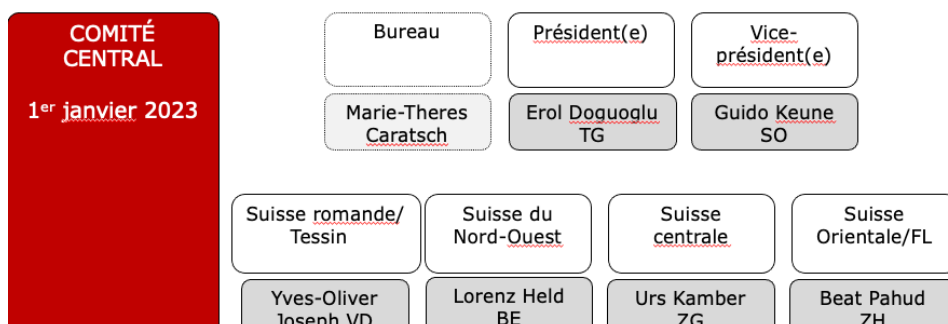 COMITÉ
CENTRAL
1er janvier 2023
Bureau
Président(e)
Vice-
président(e)
Marie-Theres
Caratsch
Erol Doguoglu
TG
Guido Keune
SO
Suisse romande/
Tessin
Suisse du
Nord-Ouest
Suisse
centrale
Suisse
Orientale/FL
Yves-Oliver
Joseph VD
Lorenz Held
BE
Urs Kamber
ZG
Beat Pahud
ZH